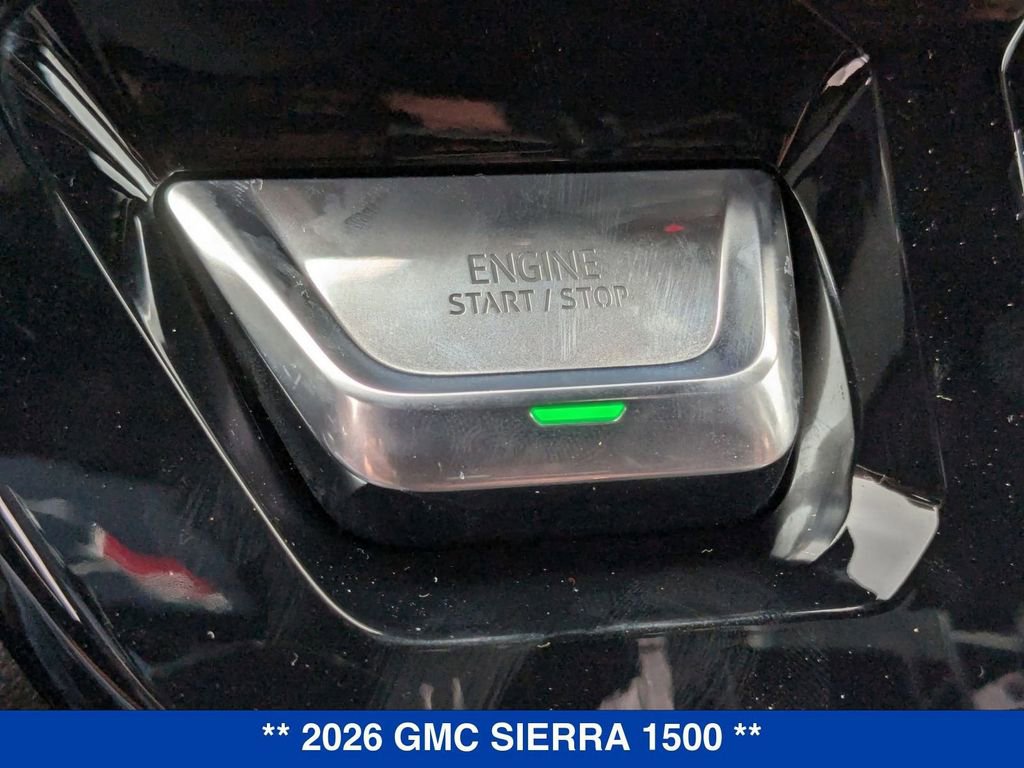 ENGINE
START / STOP
** 2026 GMC SIERRA 1500 **